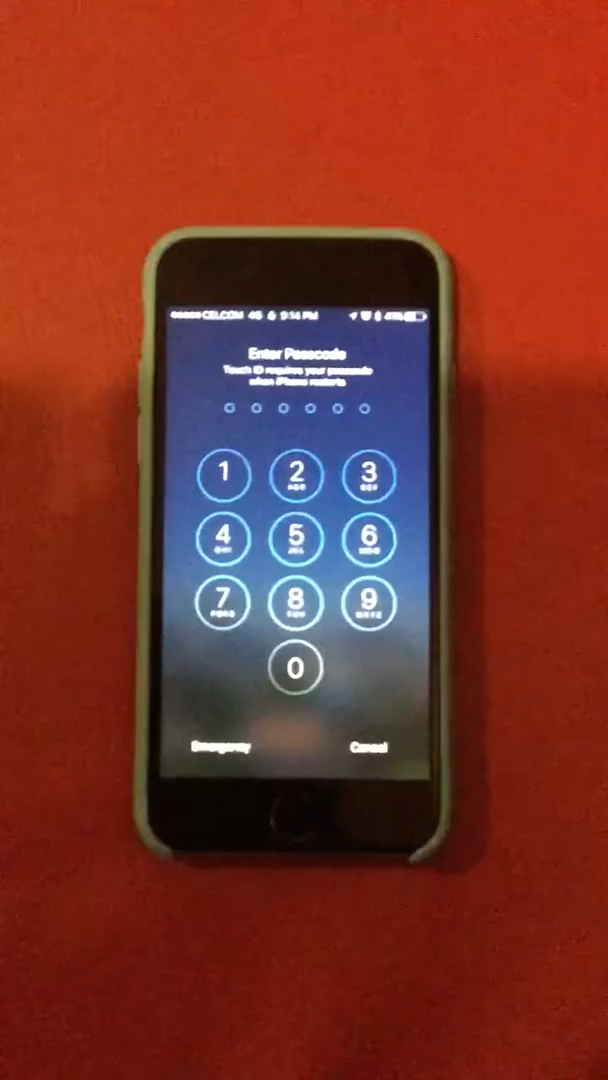 CELCOM 4G 9:14 PM 41%
Enter Passcode
Touch ID requires your passcode
when iPhone restarts
1 2 3
ABC DEF
4 5 6
GHI JKL MNO
7 8 9
PQRS TUV WXYZ
0
Emergency Cancel